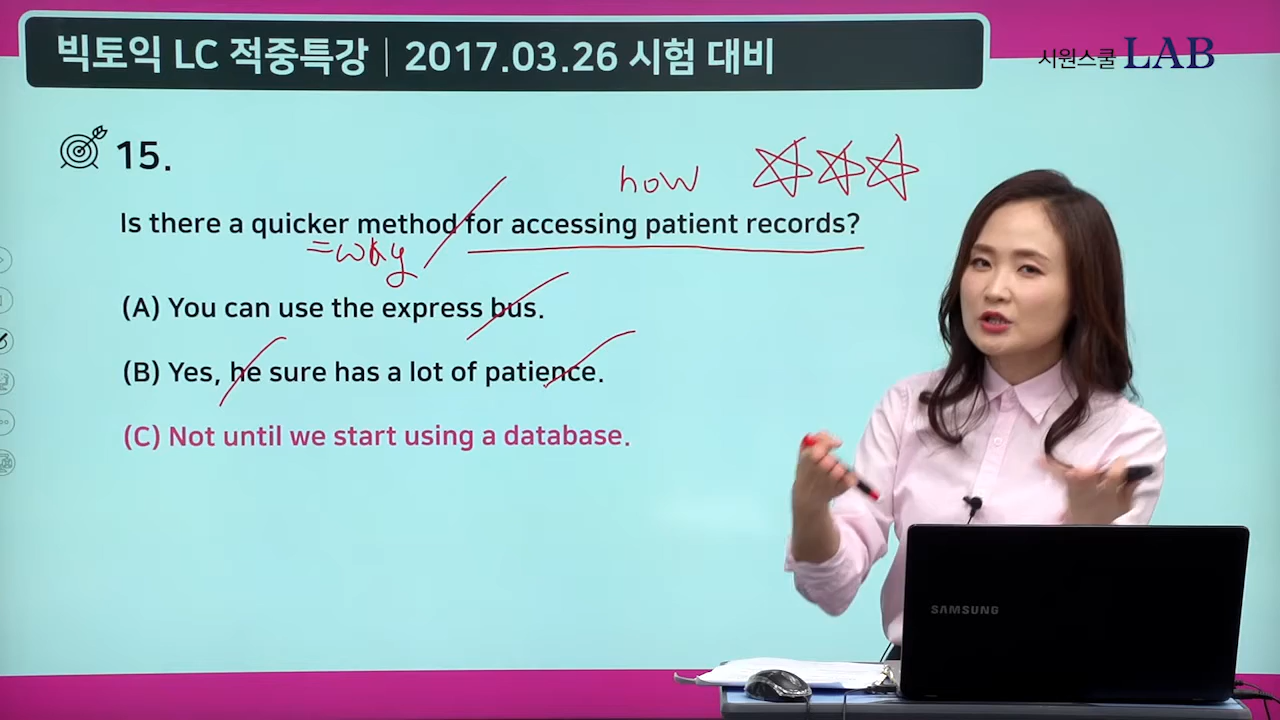 빅토익 LC 적중특강 | 2017.03.26 시험 대비
시원스쿨 LAB
15.
how
Is there a quicker method for accessing patient records?
=way
(A) You can use the express bus.
(B) Yes, he sure has a lot of patience.
(C) Not until we start using a database.
SAMSUNG